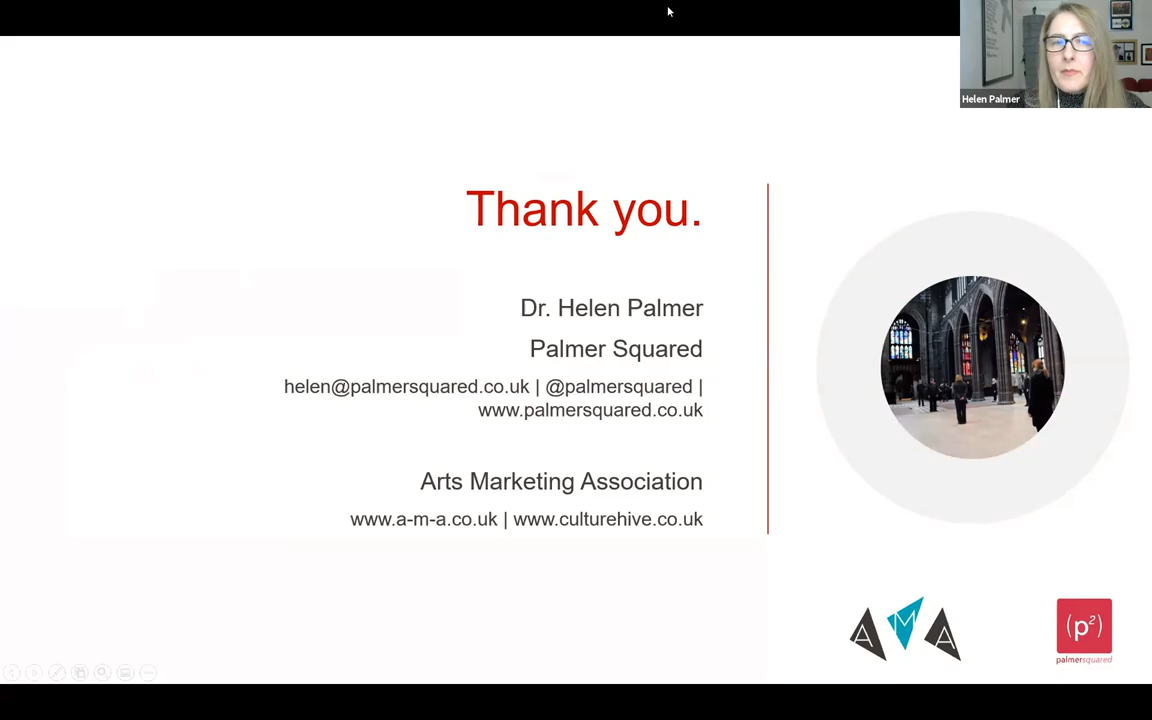 Helen Palmer
Thank you.
Dr. Helen Palmer
Palmer Squared
helen@palmersquared.co.uk | @palmersquared |
www.palmersquared.co.uk
Arts Marketing Association
www.a-m-a.co.uk | www.culturehive.co.uk
AMA
(p²)
palmersquared